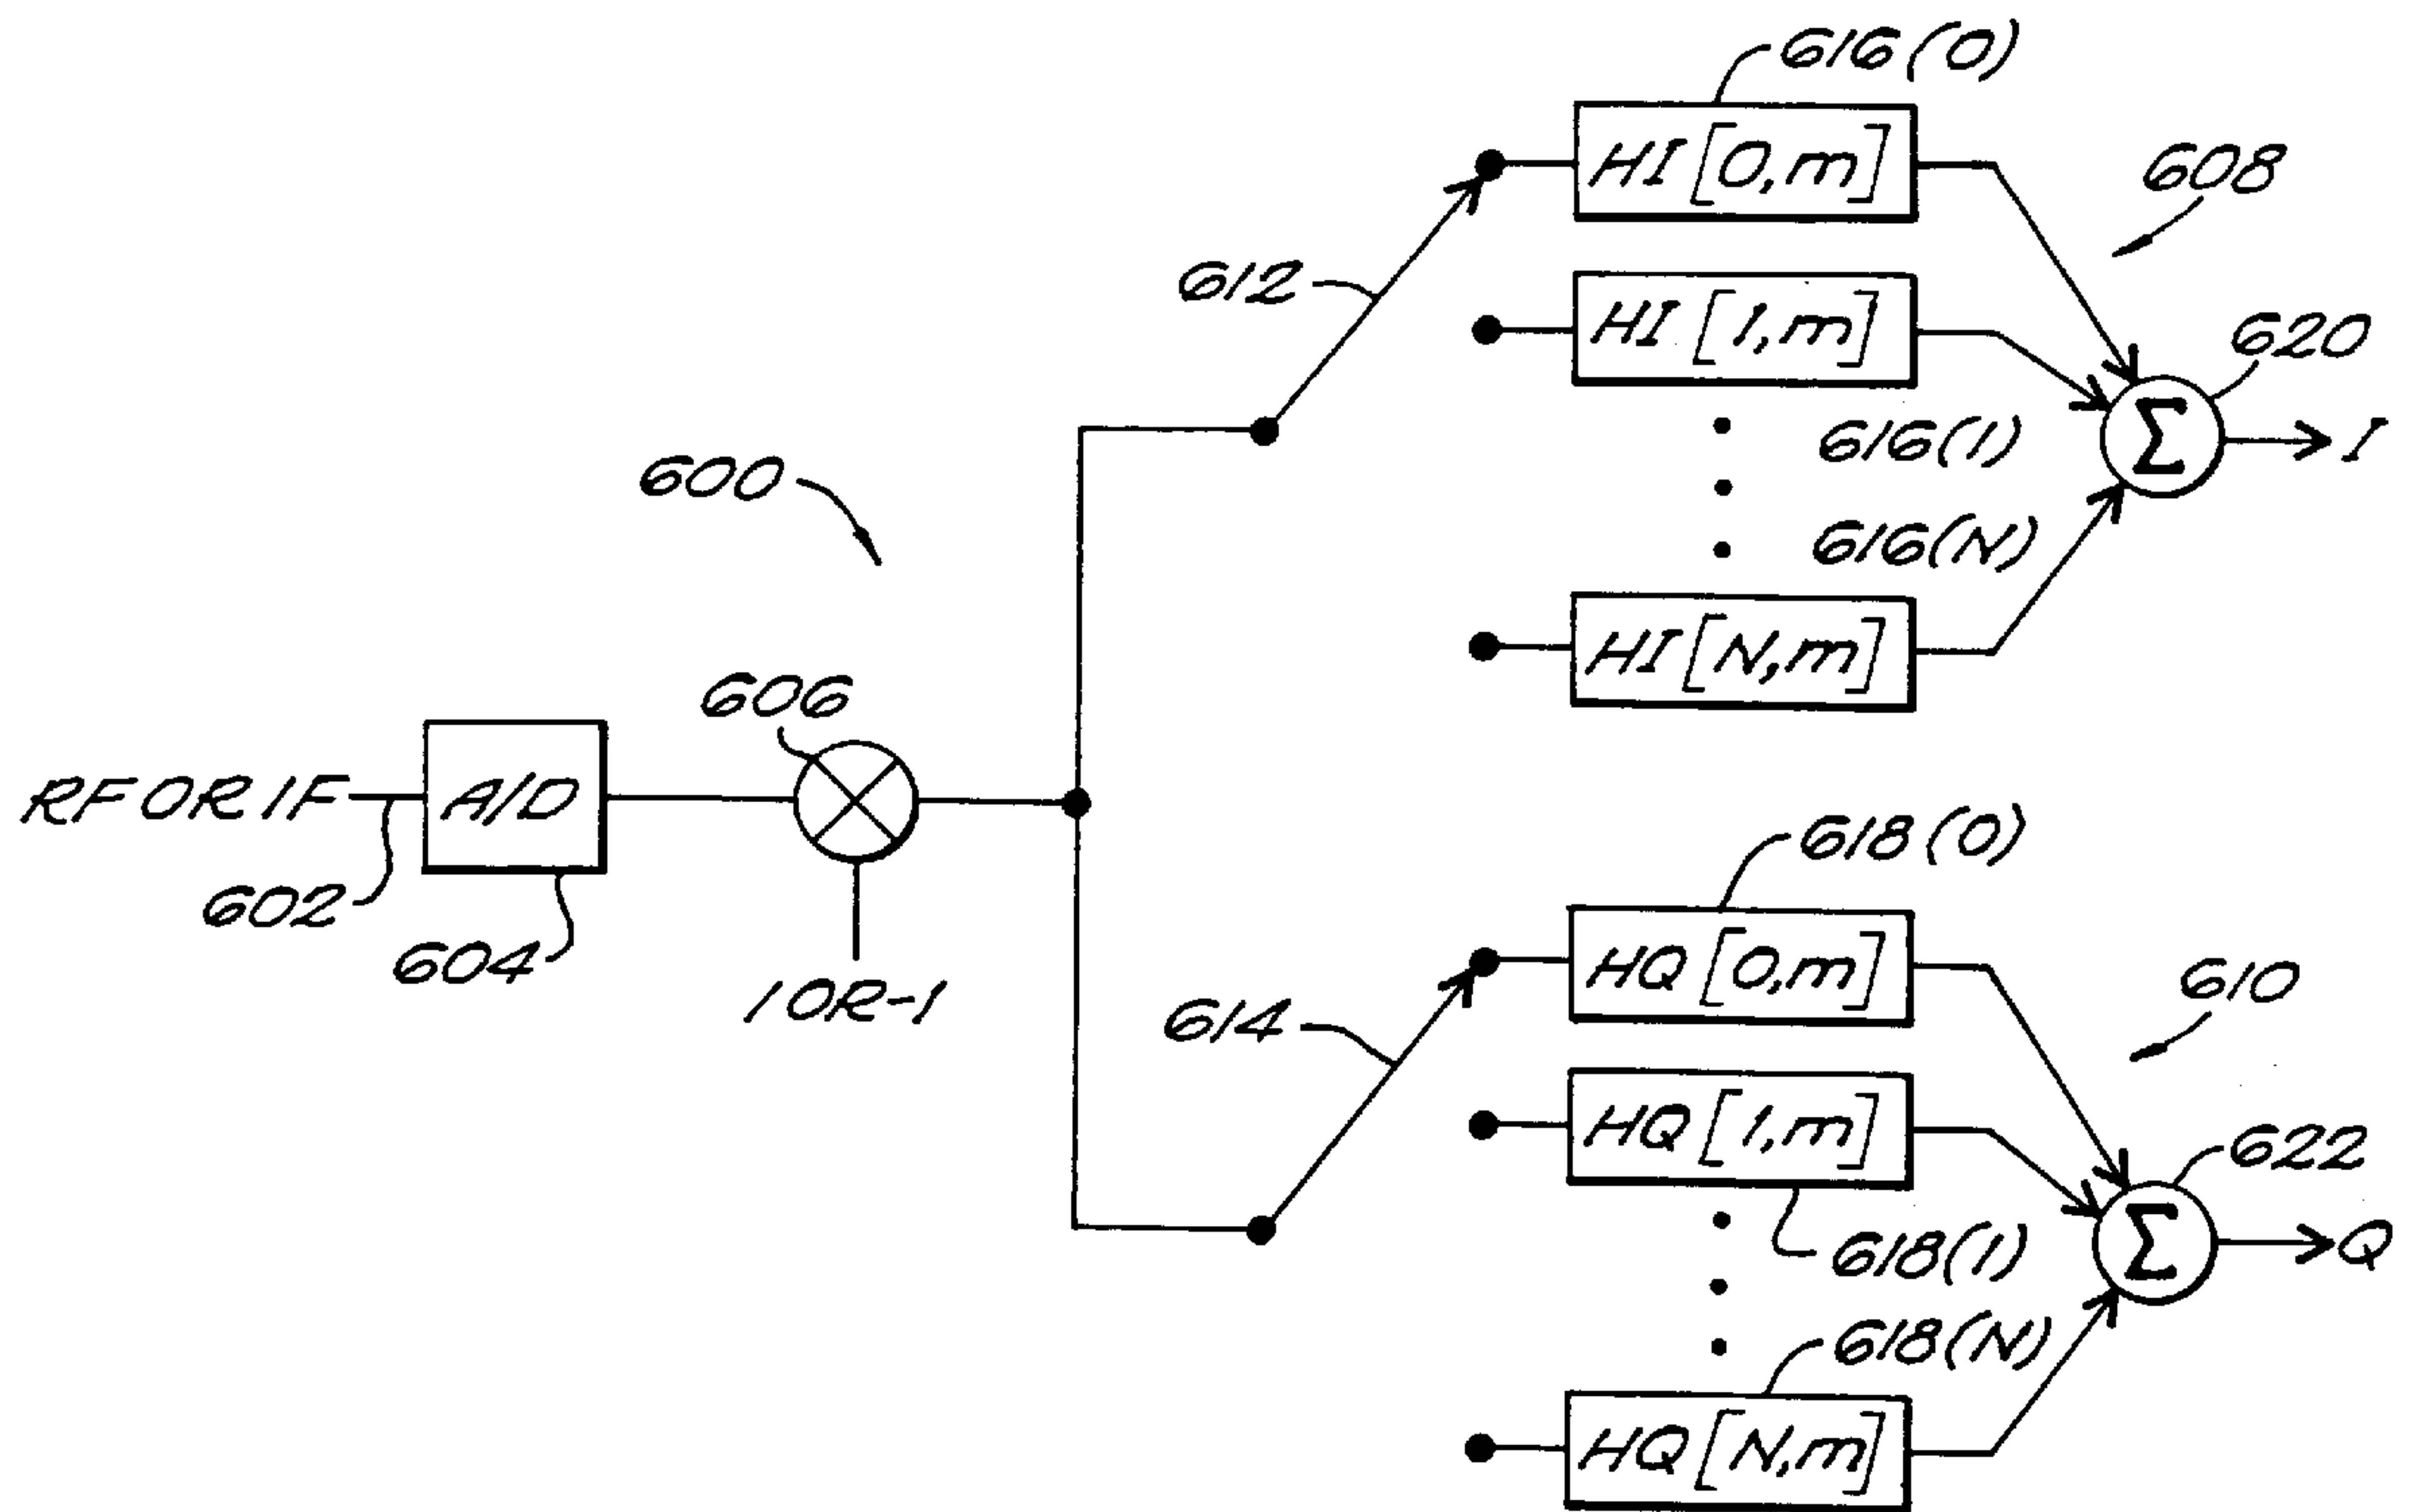 616(0)
HI[0,m]
608
612
HI[1,m]
620
616(1)
Σ
I
600
616(N)
HI[N,m]
606
RF OR IF
A/D
618(0)
602
604
1 OR -1
HQ[0,m]
610
614
HQ[1,m]
622
618(1)
Σ
Q
618(N)
HQ[N,m]